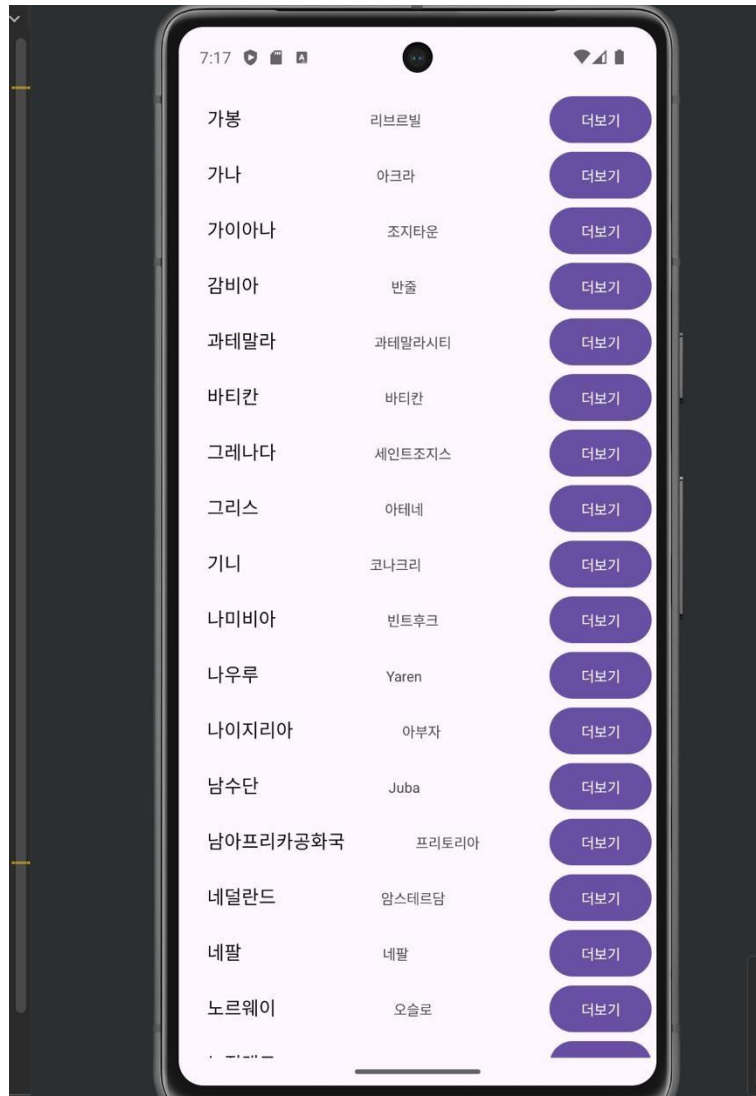 7:17
가봉 리브르빌 더보기
가나 아크라 더보기
가이아나 조지타운 더보기
감비아 반줄 더보기
과테말라 과테말라시티 더보기
바티칸 바티칸 더보기
그레나다 세인트조지스 더보기
그리스 아테네 더보기
기니 코나크리 더보기
나미비아 빈트후크 더보기
나우루 Yaren 더보기
나이지리아 아부자 더보기
남수단 Juba 더보기
남아프리카공화국 프리토리아 더보기
네덜란드 암스테르담 더보기
네팔 네팔 더보기
노르웨이 오슬로 더보기